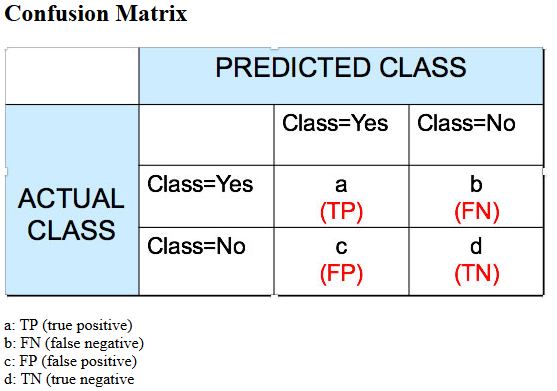 Confusion Matrix
PREDICTED CLASS
Class=Yes Class=No
ACTUAL CLASS
Class=Yes a (TP) b (FN)
Class=No c (FP) d (TN)
a: TP (true positive)
b: FN (false negative)
c: FP (false positive)
d: TN (true negative